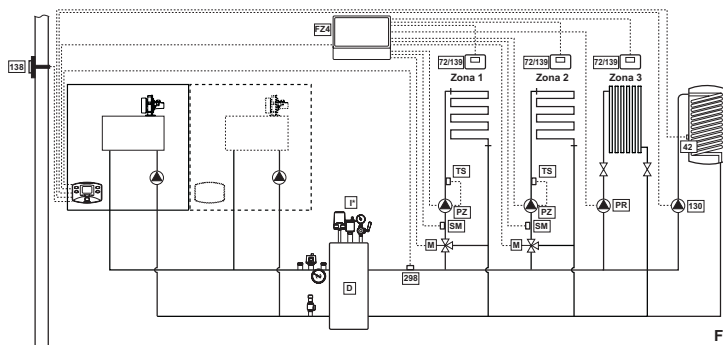 FZ4
138
72/139
72/139
72/139
Zona 1
Zona 2
Zona 3
42
I*
TS
TS
PZ
PZ
PR
130
SM
SM
M
M
298
D
F